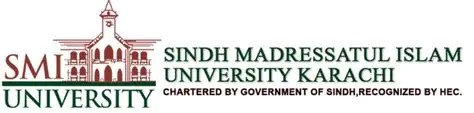 SMI
UNIVERSITY
SINDH MADRESSATUL ISLAM
UNIVERSITY KARACHI
CHARTERED BY GOVERNMENT OF SINDH,RECOGNIZED BY HEC.